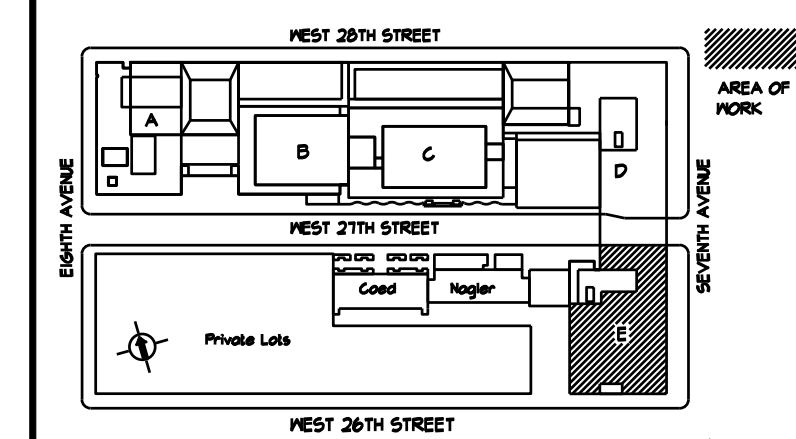 WEST 28TH STREET
AREA OF
WORK
A
B
C
D
EIGHTH AVENUE
SEVENTH AVENUE
WEST 27TH STREET
Coed
Nagler
Private Lots
E
WEST 26TH STREET